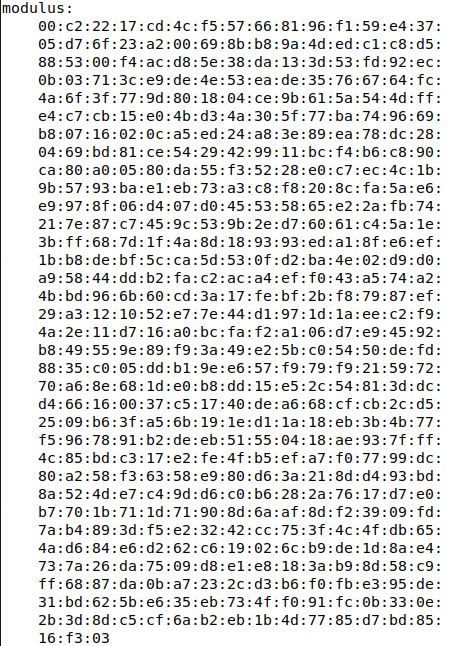 modulus:
00:c2:22:17:cd:4c:f5:57:66:81:96:f1:59:e4:37:
05:d7:6f:23:a2:00:69:8b:b8:9a:4d:ed:c1:c8:d5:
88:53:00:f4:ac:d8:5e:38:da:13:3d:53:fd:92:ec:
0b:03:71:3c:e9:de:4e:53:ea:de:35:76:67:64:fc:
4a:6f:3f:77:9d:80:18:04:ce:9b:61:5a:54:4d:ff:
e4:c7:cb:15:e0:4b:d3:4a:30:5f:77:ba:74:96:69:
b8:07:16:02:0c:a5:ed:24:a8:3e:89:ea:78:dc:28:
04:69:bd:81:ce:54:29:42:99:11:bc:f4:b6:c8:90:
ca:80:a0:05:80:da:55:f3:52:28:e0:c7:ec:4c:1b:
9b:57:93:ba:e1:eb:73:a3:c8:f8:20:8c:fa:5a:e6:
e9:97:8f:06:d4:07:d0:45:53:58:65:e2:2a:fb:74:
21:7e:87:c7:45:9c:53:9b:2e:d7:60:61:c4:5a:1e:
3b:ff:68:7d:1f:4a:8d:18:93:93:ed:a1:8f:e6:ef:
1b:b8:de:bf:5c:ca:5d:53:0f:d2:ba:4e:02:d9:d0:
a9:58:44:dd:b2:fa:c2:ac:a4:ef:f0:43:a5:74:a2:
4b:bd:96:6b:60:cd:3a:17:fe:bf:2b:f8:79:87:ef:
29:a3:12:10:52:e7:7e:44:d1:97:1d:1a:ee:c2:f9:
4a:2e:11:d7:16:a0:bc:fa:f2:a1:06:d7:e9:45:92:
b8:49:55:9e:89:f9:3a:49:e2:5b:c0:54:50:de:fd:
88:35:c0:05:dd:b1:9e:e6:57:f9:79:f9:21:59:72:
70:a6:8e:68:1d:e0:b8:dd:15:e5:2c:54:81:3d:dc:
d4:66:16:00:37:c5:17:40:de:a6:68:cf:cb:2c:d5:
25:09:b6:3f:a5:6b:19:1e:d1:1a:18:eb:3b:4b:77:
f5:96:78:91:b2:de:eb:51:55:04:18:ae:93:7f:ff:
4c:85:bd:c3:17:e2:fe:4f:b5:ef:a7:f0:77:99:dc:
80:a2:58:f3:63:58:e9:80:d6:3a:21:8d:d4:93:bd:
8a:52:4d:e7:c4:9d:d6:c0:b6:28:2a:76:17:d7:e0:
b7:70:1b:71:1d:71:90:8d:6a:af:8d:f2:39:09:fd:
7a:b4:89:3d:f5:e2:32:42:cc:75:3f:4c:4f:db:65:
4a:d6:84:e6:d2:62:c6:19:02:6c:b9:de:1d:8a:e4:
73:7a:26:da:75:09:d8:e1:e8:18:3a:b9:8d:58:c9:
ff:68:87:da:0b:a7:23:2c:d3:b6:f0:fb:e3:95:de:
31:bd:62:5b:e6:35:eb:73:4f:f0:91:fc:0b:33:0e:
2b:3d:8d:c5:cf:6a:b2:eb:1b:4d:77:85:d7:bd:85:
16:f3:03